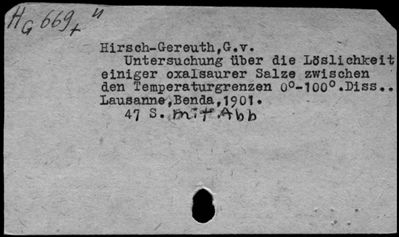 HG 669+ n
Hirsch-Gereuth,G.v.
Untersuchung über die Löslichkeit
einiger oxalsaurer Salze zwischen
den Temperaturgrenzen 0°-100°.Diss..
Lausanne,Benda,1901.
47 S. mit.Abb